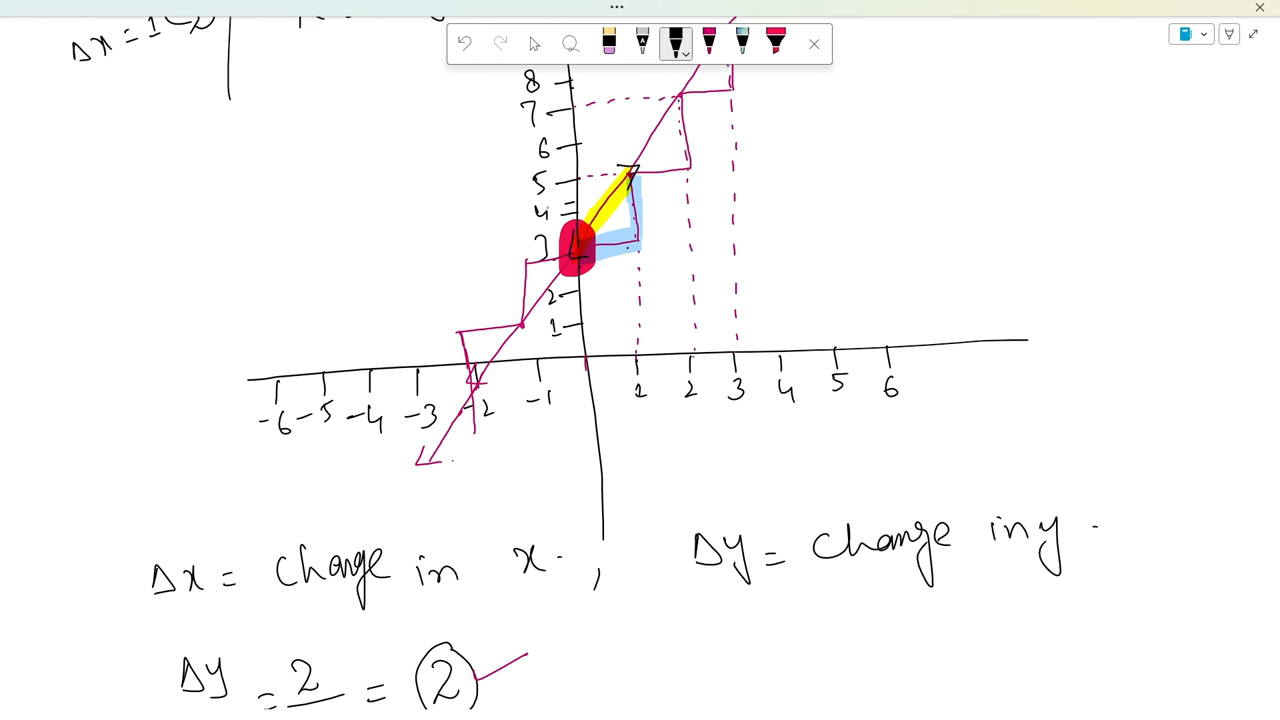 Δx = 1
8
7
6
5
4
3
2
1
-6 -5 -4 -3 -2 -1 1 2 3 4 5 6
Δx = Change in x . , Δy = Change in y .
Δy = 2 = 2